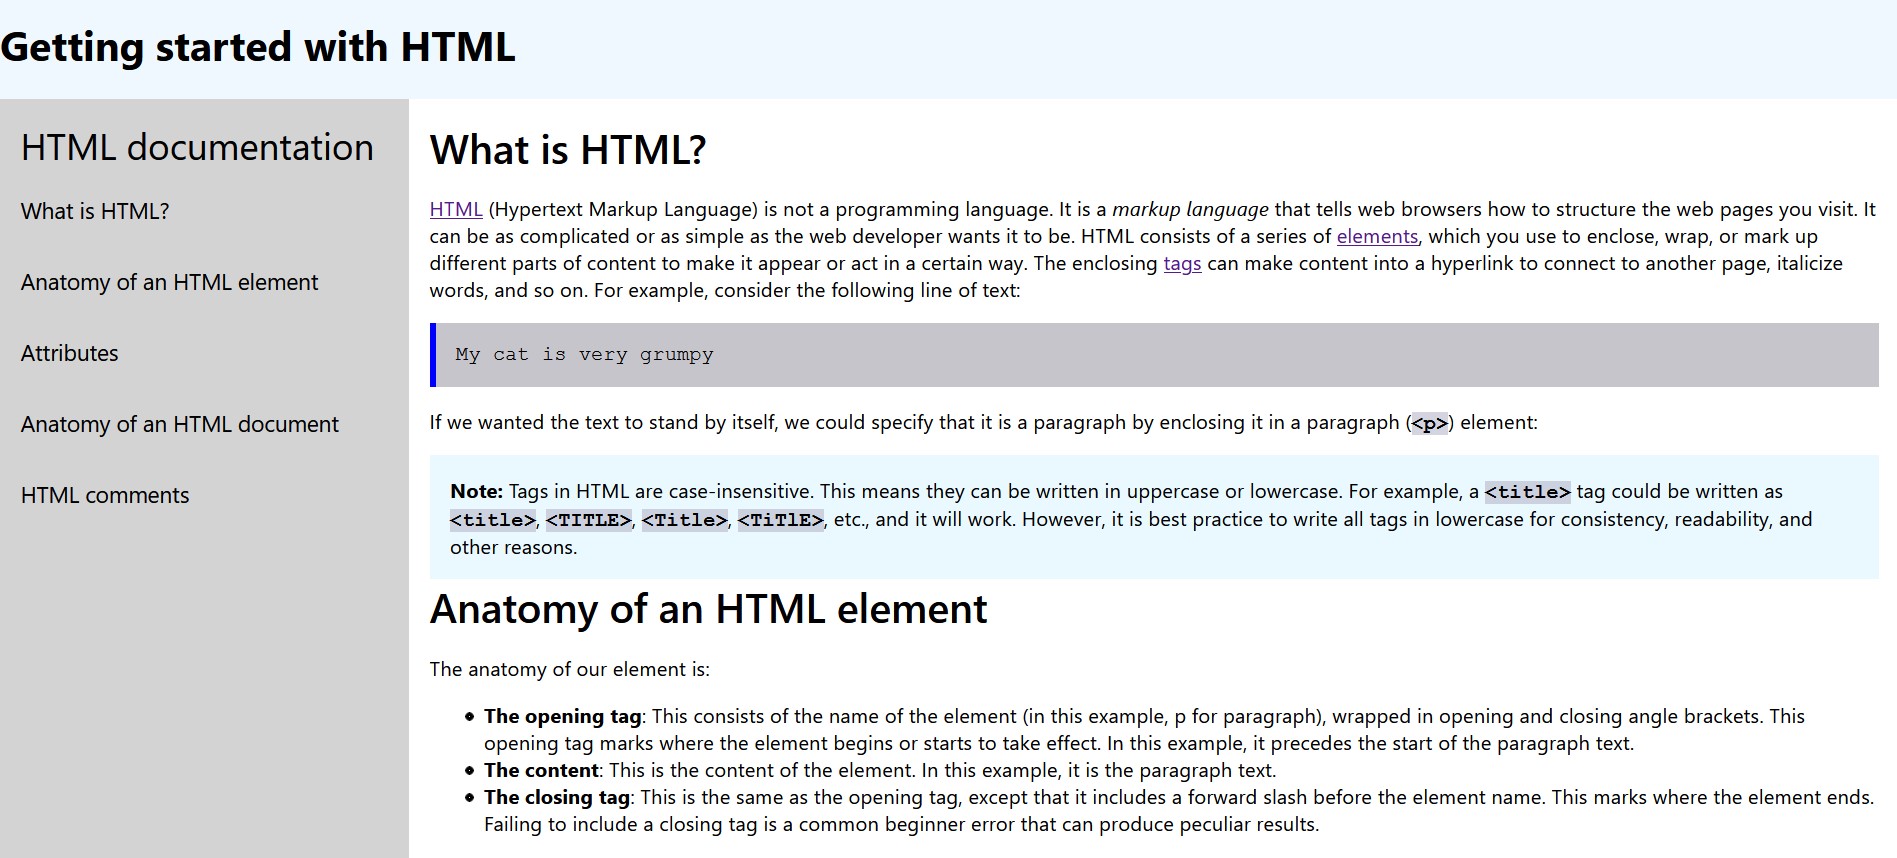 Getting started with HTML
HTML documentation
What is HTML?
Anatomy of an HTML element
Attributes
Anatomy of an HTML document
HTML comments
What is HTML?
HTML (Hypertext Markup Language) is not a programming language. It is a markup language that tells web browsers how to structure the web pages you visit. It
can be as complicated or as simple as the web developer wants it to be. HTML consists of a series of elements, which you use to enclose, wrap, or mark up
different parts of content to make it appear or act in a certain way. The enclosing tags can make content into a hyperlink to connect to another page, italicize
words, and so on. For example, consider the following line of text:
My cat is very grumpy
If we wanted the text to stand by itself, we could specify that it is a paragraph by enclosing it in a paragraph (<p>) element:
Note: Tags in HTML are case-insensitive. This means they can be written in uppercase or lowercase. For example, a <title> tag could be written as
<title>, <TITLE>, <Title>, <TiTlE>, etc., and it will work. However, it is best practice to write all tags in lowercase for consistency, readability, and
other reasons.
Anatomy of an HTML element
The anatomy of our element is:
• The opening tag: This consists of the name of the element (in this example, p for paragraph), wrapped in opening and closing angle brackets. This
opening tag marks where the element begins or starts to take effect. In this example, it precedes the start of the paragraph text.
• The content: This is the content of the element. In this example, it is the paragraph text.
• The closing tag: This is the same as the opening tag, except that it includes a forward slash before the element name. This marks where the element ends.
Failing to include a closing tag is a common beginner error that can produce peculiar results.